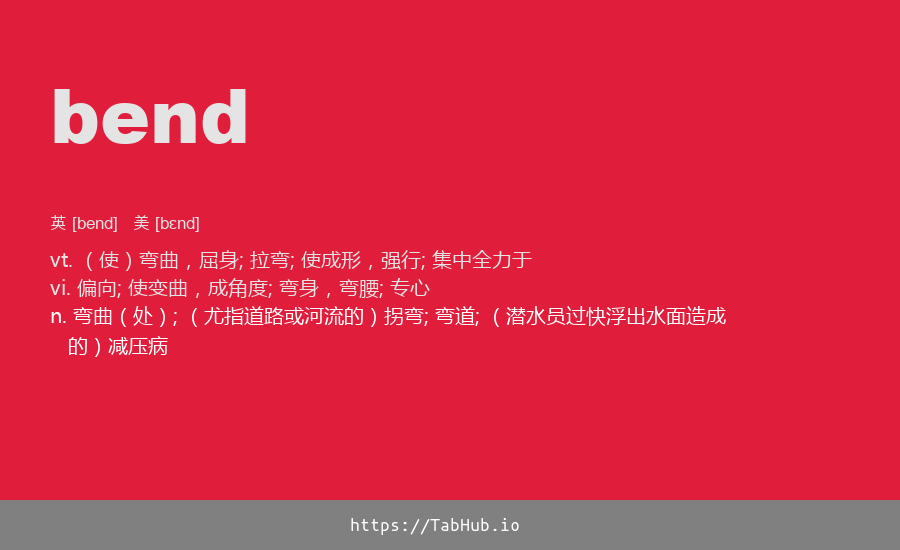 bend
英 [bend] 美 [bɛnd]
vt. （使）弯曲，屈身; 拉弯; 使成形，强行; 集中全力于
vi. 偏向; 使变曲，成角度; 弯身，弯腰; 专心
n. 弯曲（处）; （尤指道路或河流的）拐弯; 弯道; （潜水员过快浮出水面造成
的）减压病
https://TabHub.io